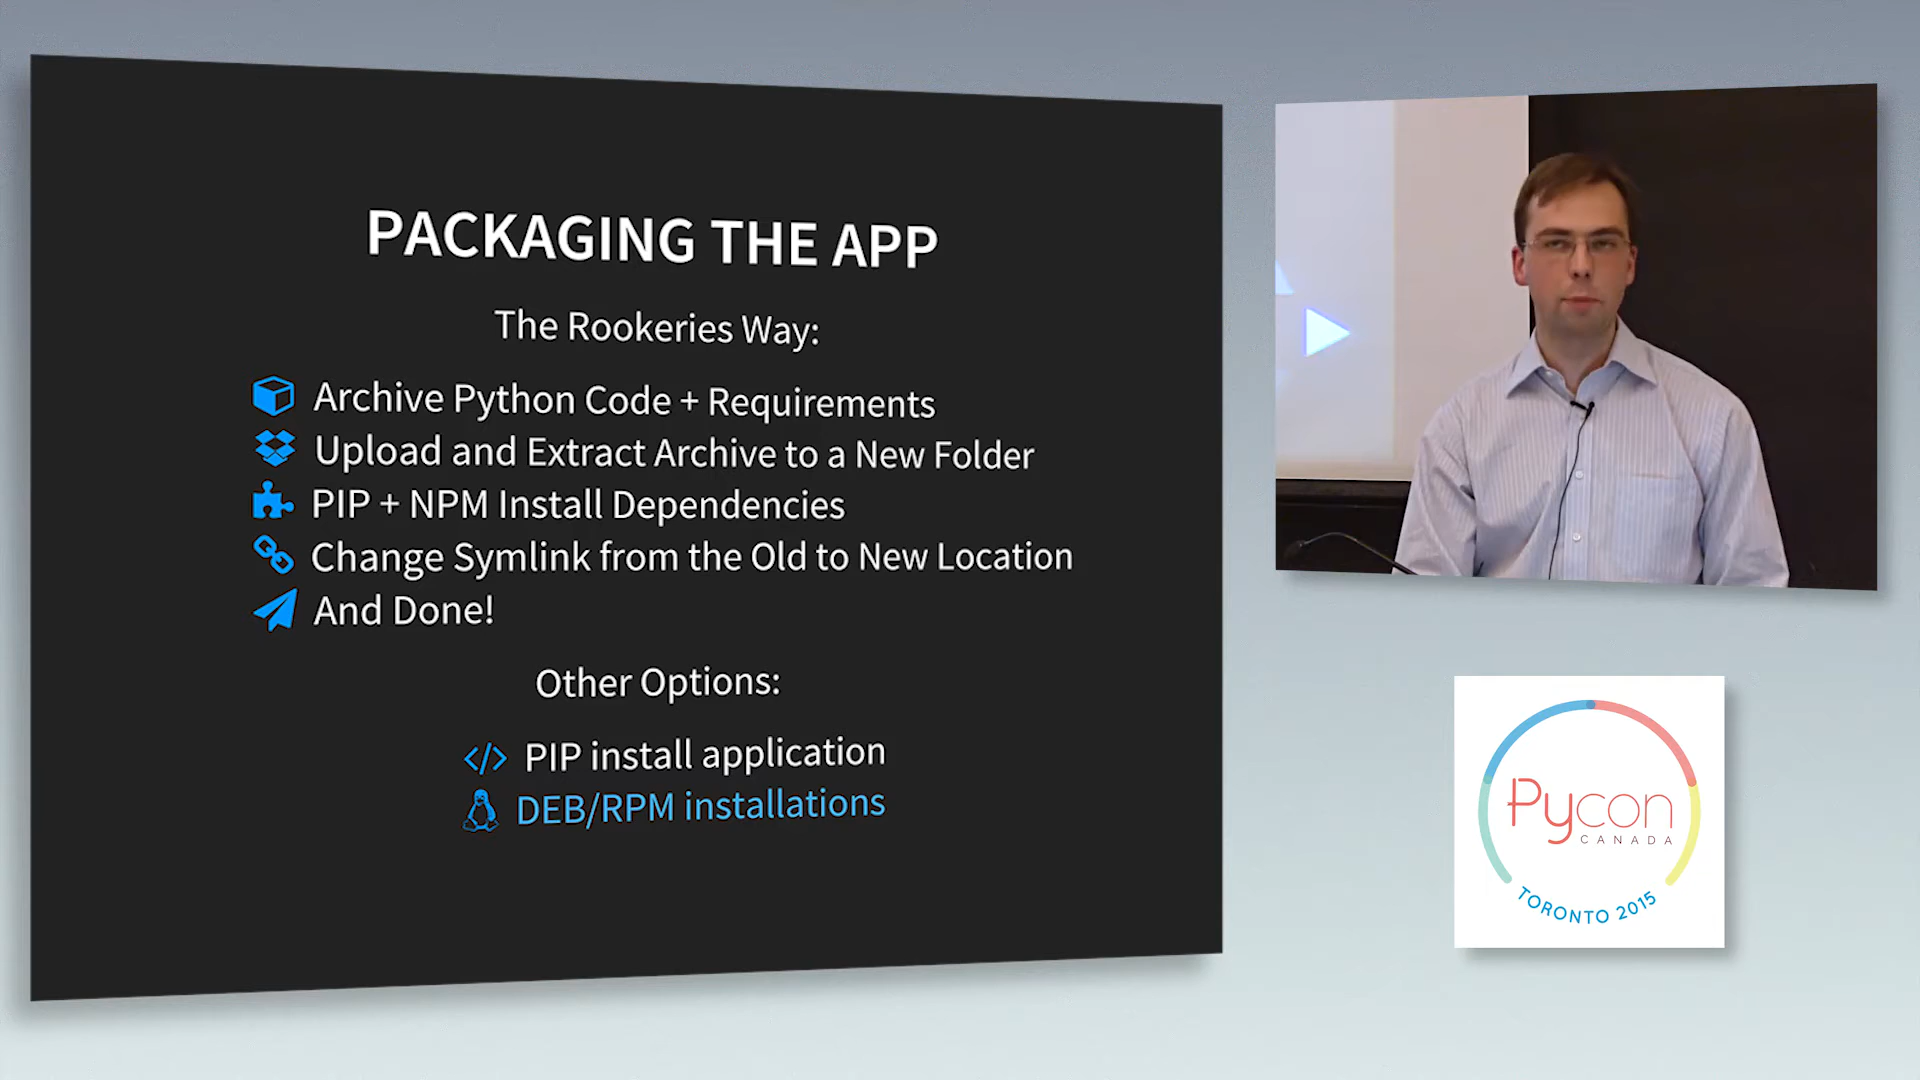 PACKAGING THE APP
The Rookeries Way:
Archive Python Code + Requirements
Upload and Extract Archive to a New Folder
PIP + NPM Install Dependencies
Change Symlink from the Old to New Location
And Done!
Other Options:
</> PIP install application
DEB/RPM installations
Pycon
CANADA
TORONTO 2015